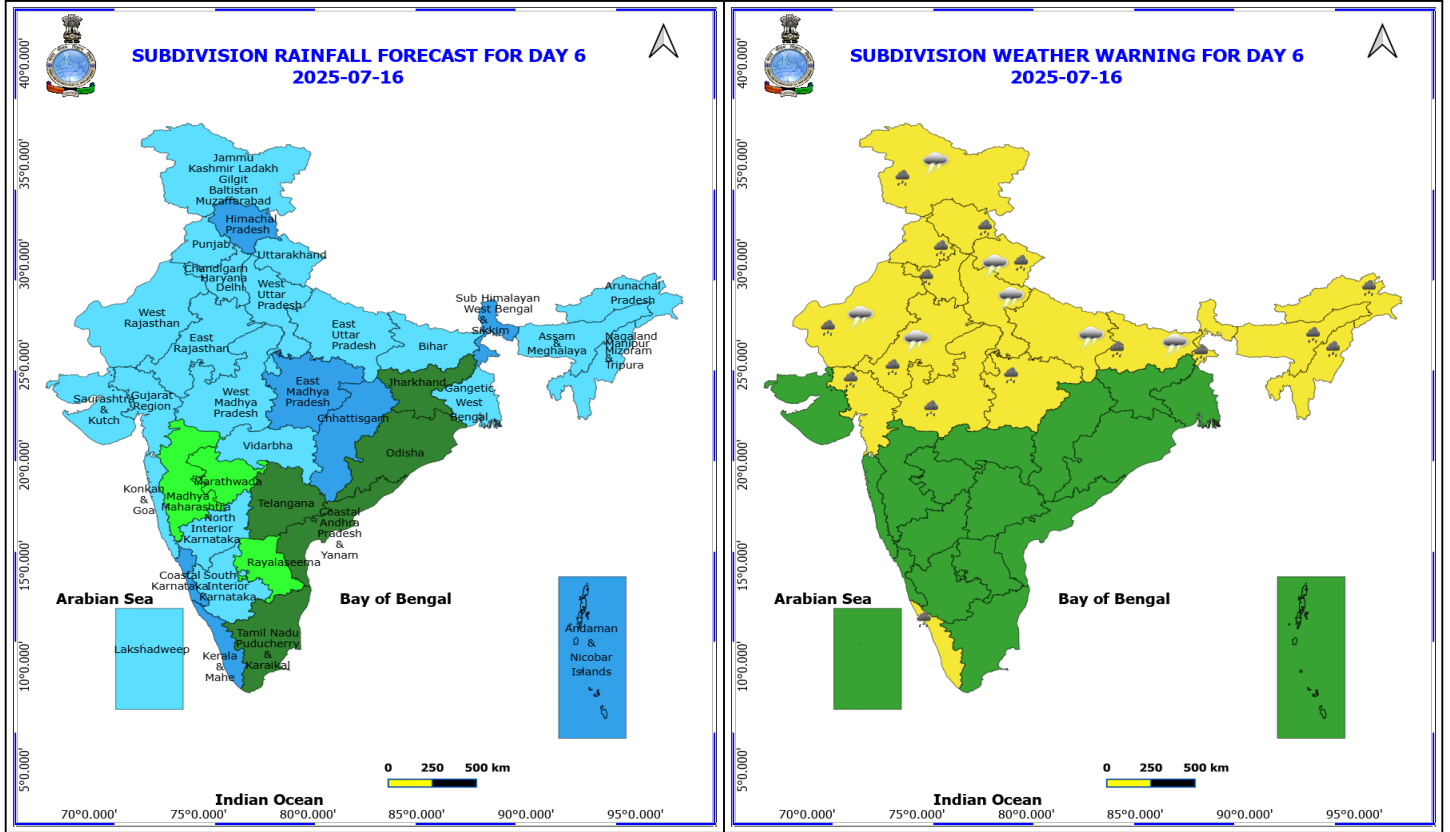 SUBDIVISION RAINFALL FORECAST FOR DAY 6
2025-07-16
40°0.000'
35°0.000'
30°0.000'
25°0.000'
20°0.000'
15°0.000'
10°0.000'
5°0.000'
Jammu
Kashmir Ladakh
Gilgit
Baltistan
Muzaffarabad
Himachal
Pradesh
Punjab
Uttarakhand
Chandigarh
Haryana
Delhi
West
Uttar
Pradesh
West
Rajasthan
East
Rajasthan
East
Uttar
Pradesh
Bihar
Sub Himalayan
West Bengal
&
Sikkim
Arunachal
Pradesh
Assam
&
Meghalaya
Nagaland
Manipur
Mizoram
&
Tripura
Saurashtra
&
Kutch
Gujarat
Region
West
Madhya
Pradesh
East
Madhya
Pradesh
Jharkhand
Gangetic
West
Bengal
Chhattisgarh
Odisha
Vidarbha
Marathwada
Madhya
Maharashtra
Konkan
&
Goa
North
Interior
Karnataka
Telangana
Coastal
Andhra
Pradesh
&
Yanam
Rayalaseema
Coastal
Karnataka
South
Interior
Karnataka
Arabian Sea
Bay of Bengal
Lakshadweep
Tamil Nadu
Puducherry
&
Karaikal
Kerala
&
Mahe
Andaman
&
Nicobar
Islands
0 250 500 km
Indian Ocean
70°0.000' 75°0.000' 80°0.000' 85°0.000' 90°0.000' 95°0.000'
SUBDIVISION WEATHER WARNING FOR DAY 6
2025-07-16
40°0.000'
35°0.000'
30°0.000'
25°0.000'
20°0.000'
15°0.000'
10°0.000'
5°0.000'
Arabian Sea
Bay of Bengal
0 250 500 km
Indian Ocean
70°0.000' 75°0.000' 80°0.000' 85°0.000' 90°0.000' 95°0.000'